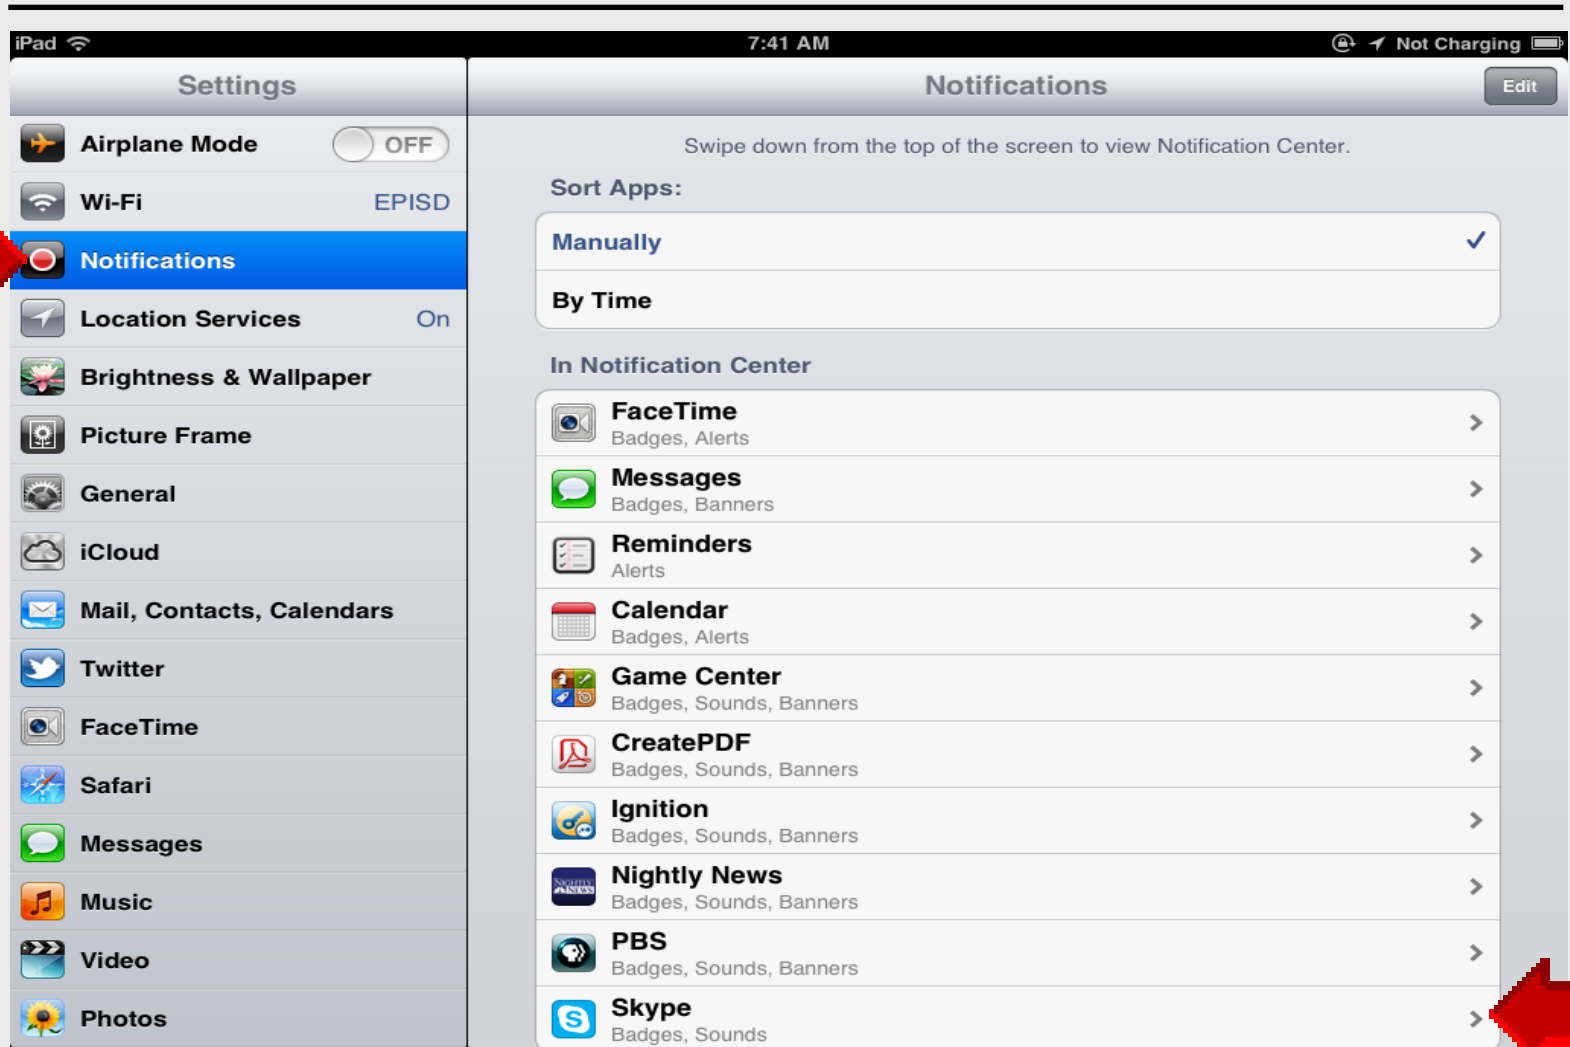 iPad 7:41 AM Not Charging
Settings
Notifications
Edit
Airplane Mode OFF
Wi-Fi EPISD
Notifications
Location Services On
Brightness & Wallpaper
Picture Frame
General
iCloud
Mail, Contacts, Calendars
Twitter
FaceTime
Safari
Messages
Music
Video
Photos
Swipe down from the top of the screen to view Notification Center.
Sort Apps:
Manually
By Time
In Notification Center
FaceTime
Badges, Alerts
Messages
Badges, Banners
Reminders
Alerts
Calendar
Badges, Alerts
Game Center
Badges, Sounds, Banners
CreatePDF
Badges, Sounds, Banners
Ignition
Badges, Sounds, Banners
NIGHTLY
NEWS
Nightly News
Badges, Sounds, Banners
PBS
Badges, Sounds, Banners
Skype
Badges, Sounds